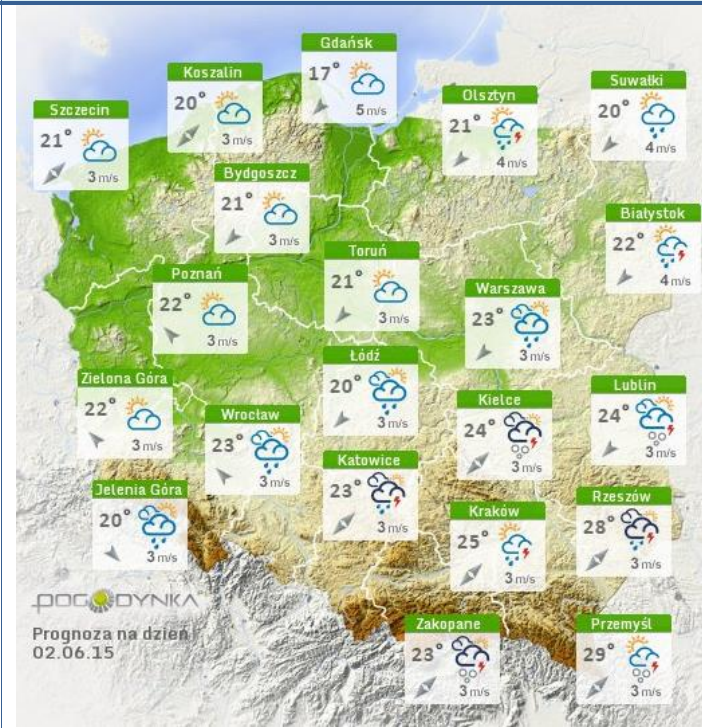 Gdańsk
17°
5 m/s
Koszalin
20°
3 m/s
Szczecin
21°
3 m/s
Olsztyn
21°
4 m/s
Suwałki
20°
4 m/s
Bydgoszcz
21°
3 m/s
Białystok
22°
4 m/s
Toruń
21°
3 m/s
Poznań
22°
3 m/s
Warszawa
23°
3 m/s
Łódź
20°
3 m/s
Zielona Góra
22°
3 m/s
Wrocław
23°
3 m/s
Kielce
24°
3 m/s
Lublin
24°
3 m/s
Katowice
23°
3 m/s
Jelenia Góra
20°
3 m/s
Kraków
25°
3 m/s
Rzeszów
28°
3 m/s
Zakopane
23°
3 m/s
Przemyśl
29°
3 m/s
POGODYNKA
Prognoza na dzień
02.06.15